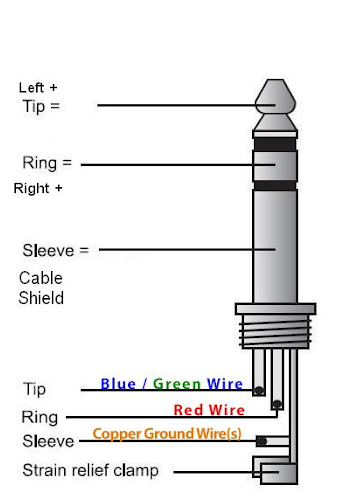 Left +
Tip =
Ring =
Right +
Sleeve =
Cable
Shield
Tip
Blue / Green Wire
Ring
Red Wire
Sleeve
Copper Ground Wire(s)
Strain relief clamp